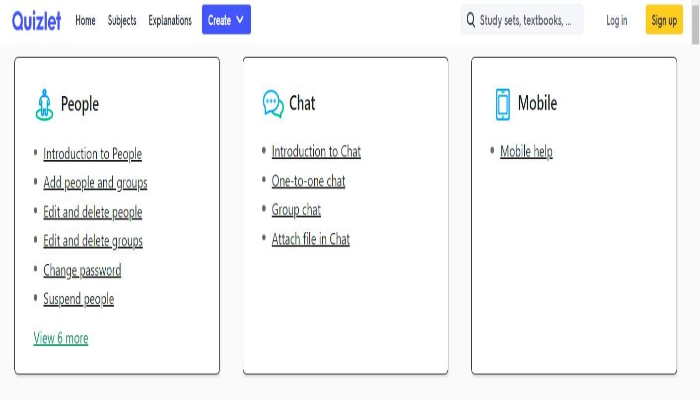 Quizlet Home Subjects Explanations Create Study sets, textbooks, ... Log in Sign up
People
Introduction to People
Add people and groups
Edit and delete people
Edit and delete groups
Change password
Suspend people
View 6 more
Chat
Introduction to Chat
One-to-one chat
Group chat
Attach file in Chat
Mobile
Mobile help